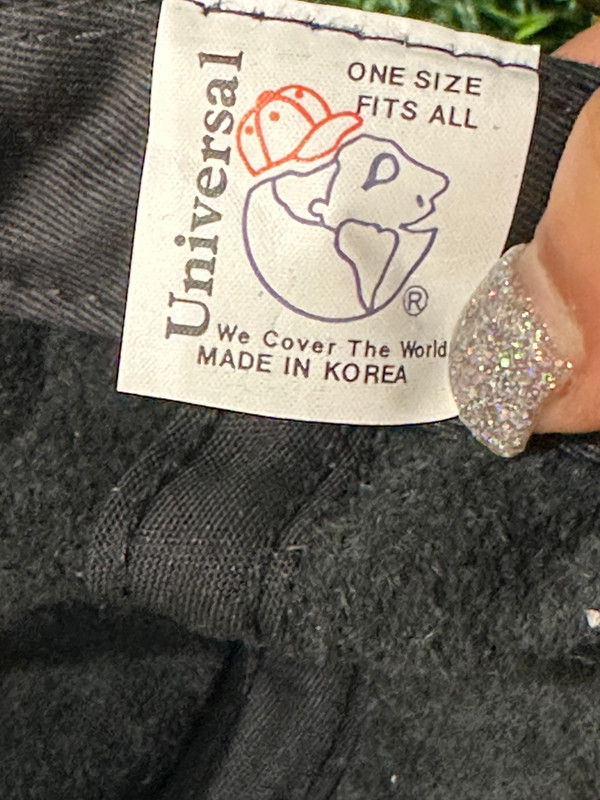 Universal
ONE SIZE
FITS ALL
®
We Cover The World
MADE IN KOREA